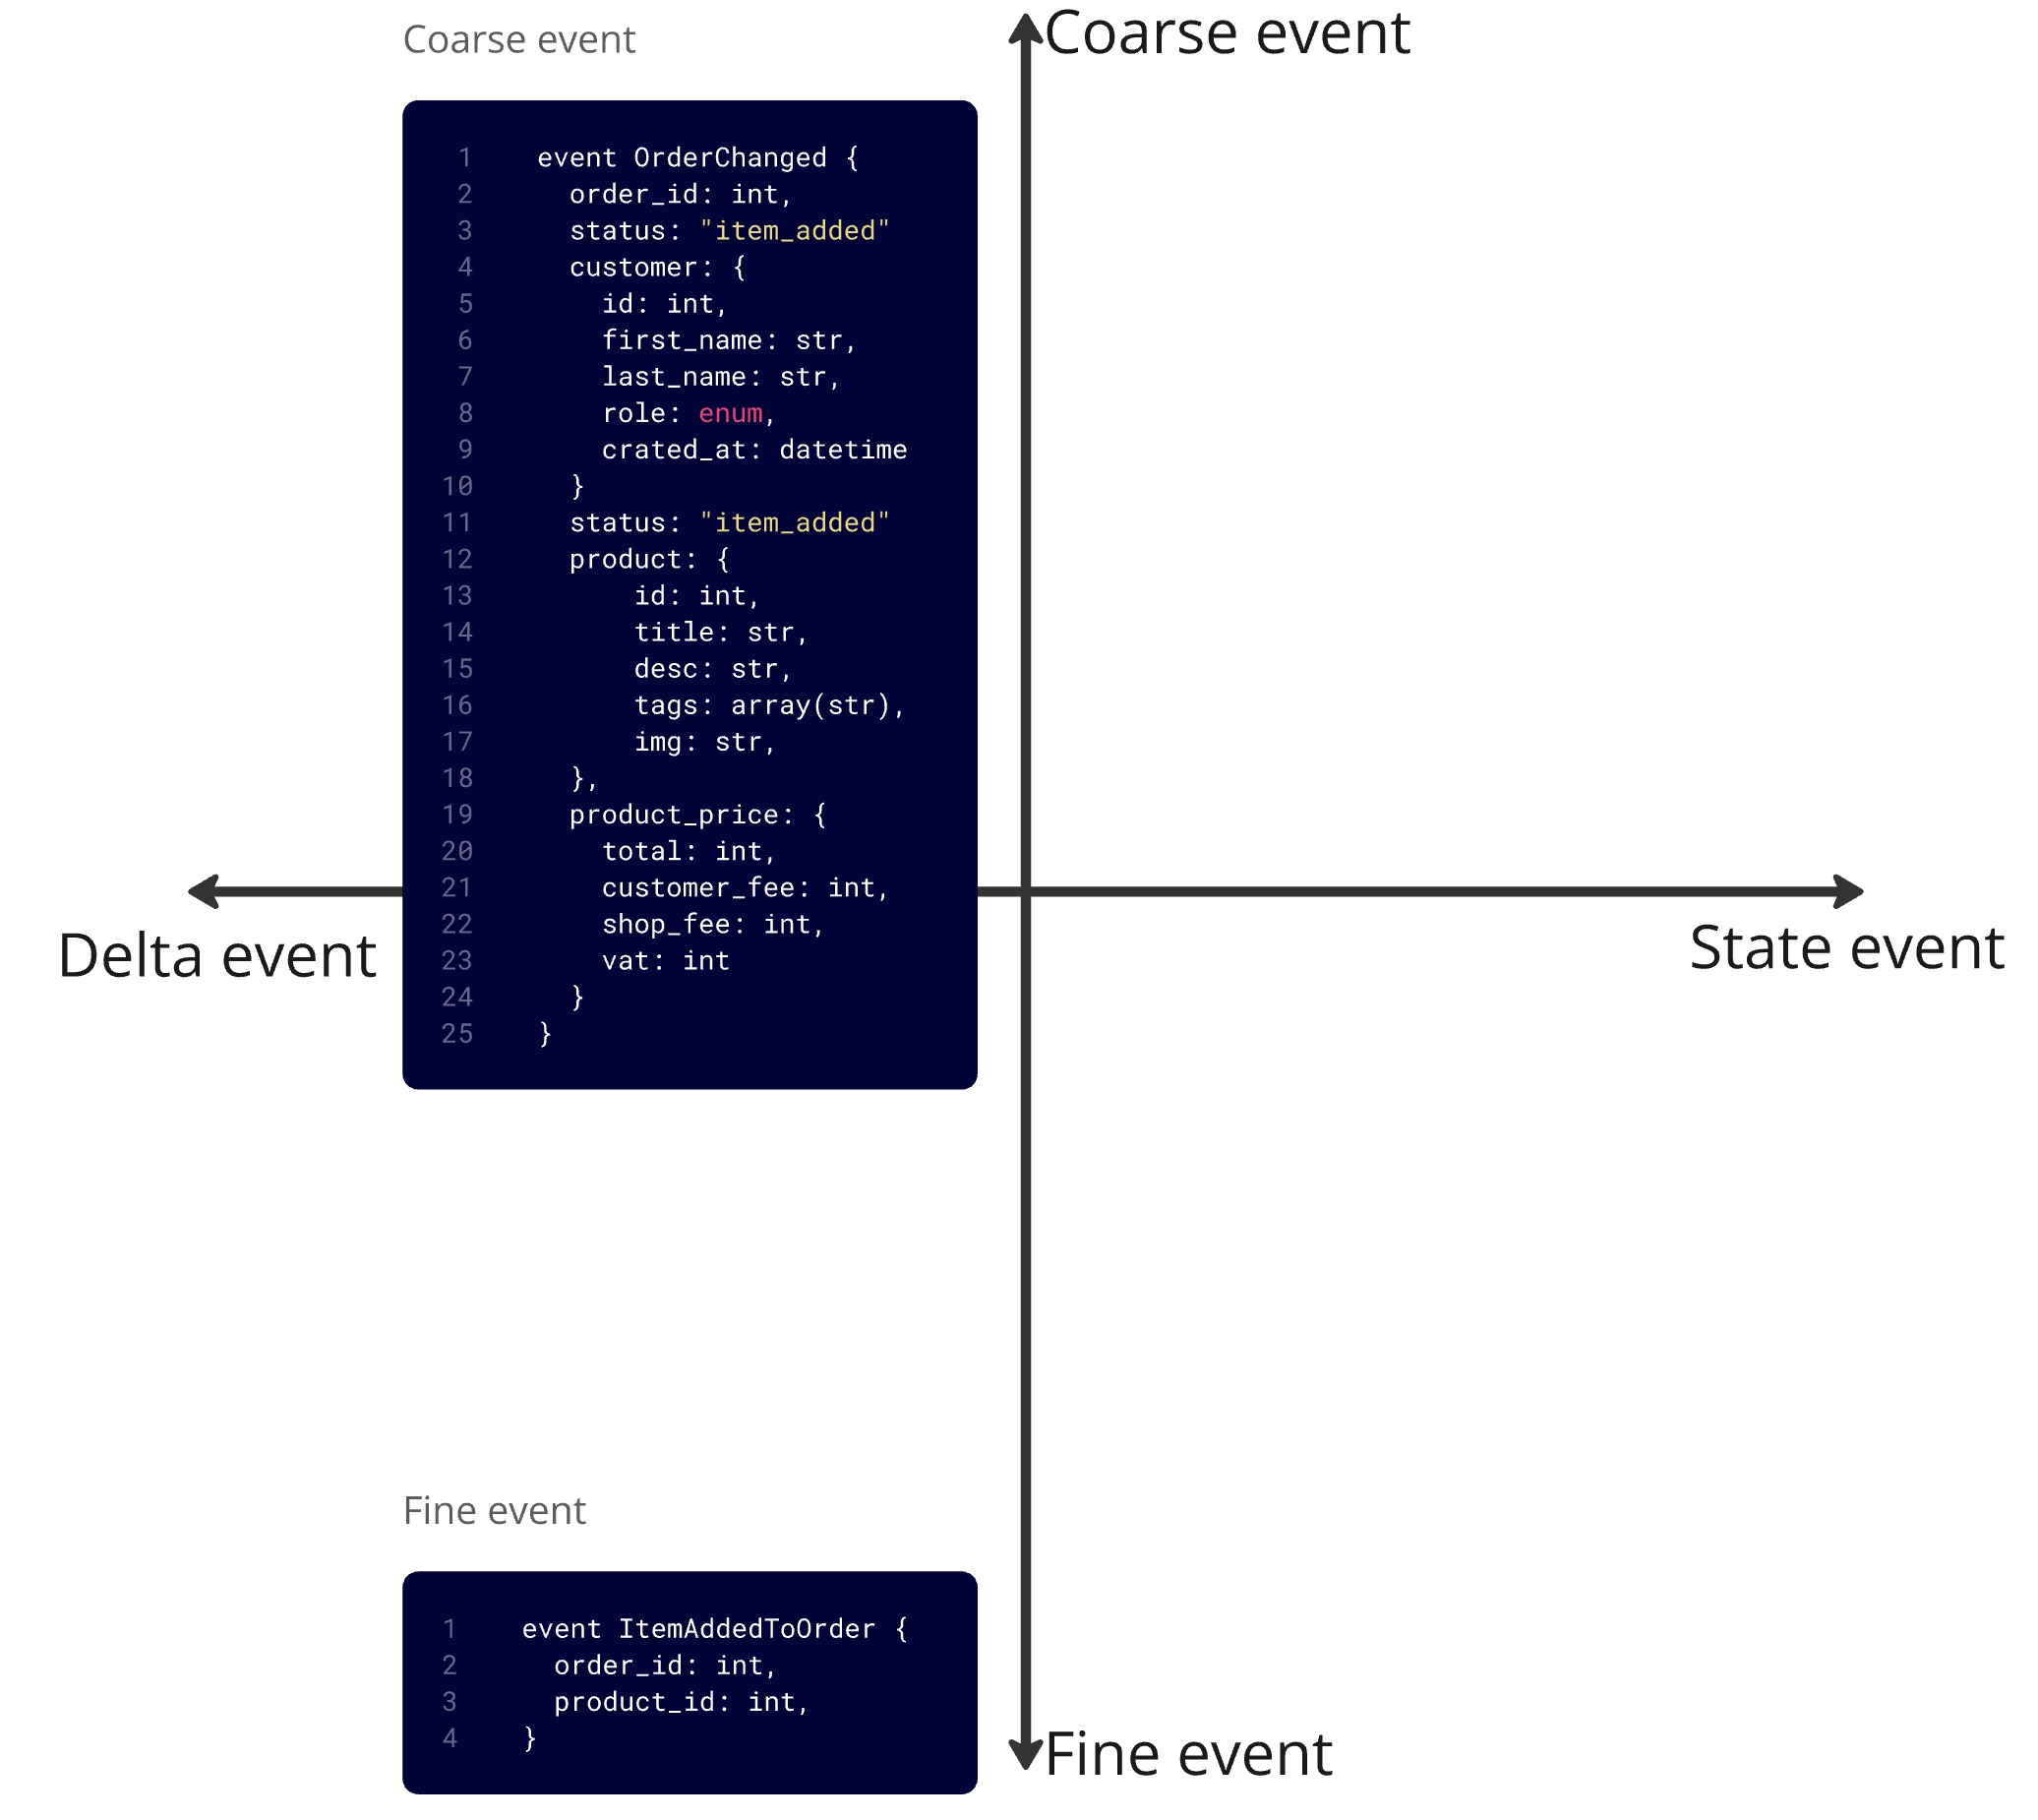 Coarse event
Coarse event
1 event OrderChanged {
2 order_id: int,
3 status: "item_added"
4 customer: {
5 id: int,
6 first_name: str,
7 last_name: str,
8 role: enum,
9 crated_at: datetime
10 }
11 status: "item_added"
12 product: {
13 id: int,
14 title: str,
15 desc: str,
16 tags: array(str),
17 img: str,
18 },
19 product_price: {
20 total: int,
21 customer_fee: int,
22 shop_fee: int,
23 vat: int
24 }
25 }
Delta event
State event
Fine event
1 event ItemAddedToOrder {
2 order_id: int,
3 product_id: int,
4 }
Fine event